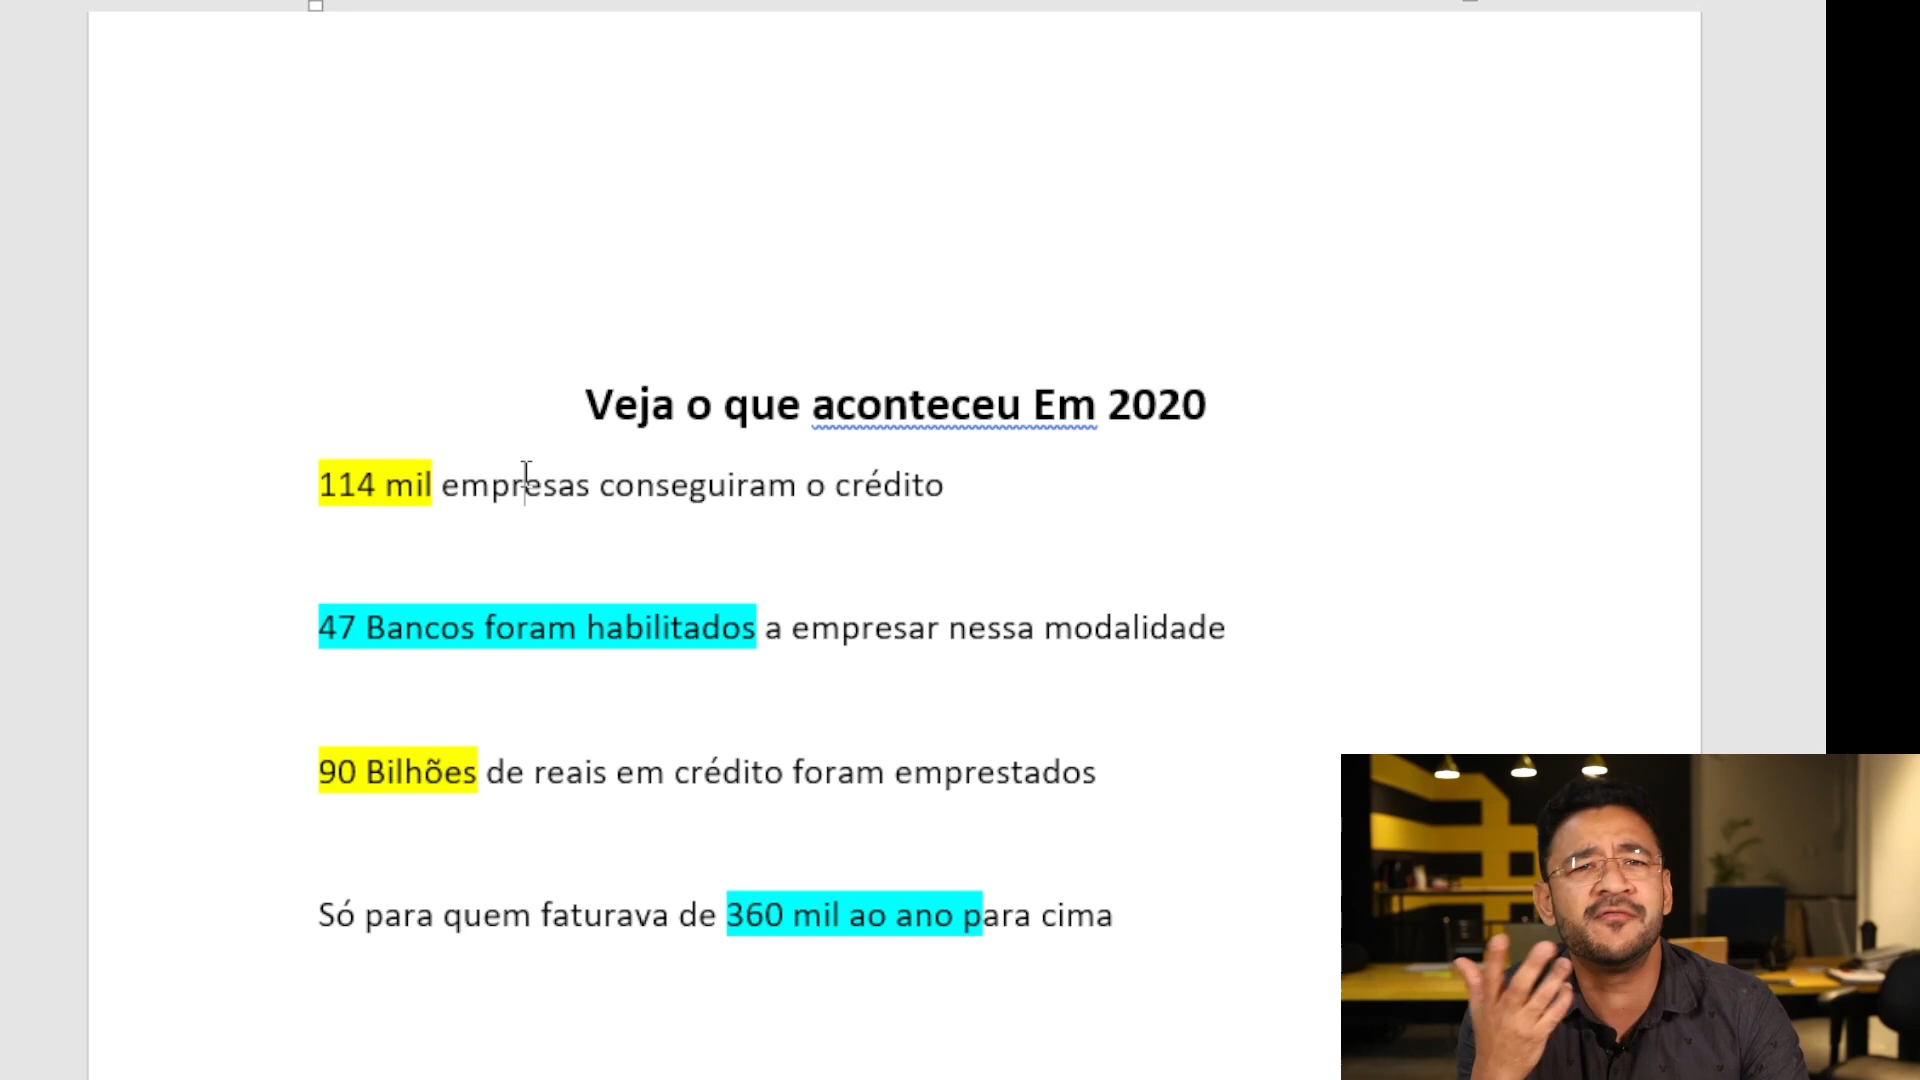 Veja o que aconteceu Em 2020
114 mil empresas conseguiram o crédito
47 Bancos foram habilitados a empresar nessa modalidade
90 Bilhões de reais em crédito foram emprestados
Só para quem faturava de 360 mil ao ano para cima